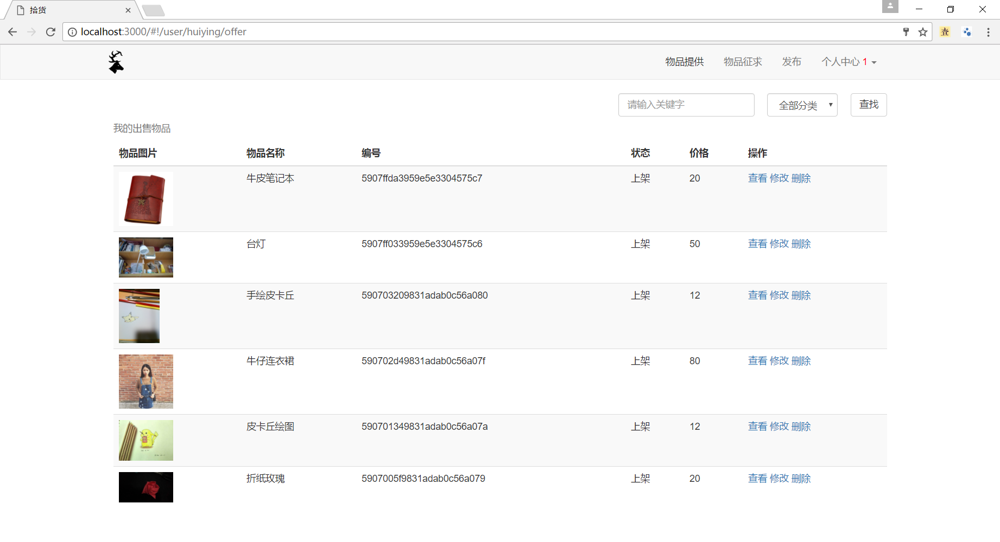 拾货
localhost:3000/#!/user/huiying/offer
查
物品提供 物品征求 发布 个人中心 1
请输入关键字 全部分类 查找
我的出售物品
物品图片 物品名称 编号 状态 价格 操作
牛皮笔记本 5907ffda3959e5e3304575c7 上架 20 查看 修改 删除
台灯 5907ff033959e5e3304575c6 上架 50 查看 修改 删除
手绘皮卡丘 590703209831adab0c56a080 上架 12 查看 修改 删除
牛仔连衣裙 590702d49831adab0c56a07f 上架 80 查看 修改 删除
皮卡丘绘图 590701349831adab0c56a07a 上架 12 查看 修改 删除
折纸玫瑰 5907005f9831adab0c56a079 上架 20 查看 修改 删除